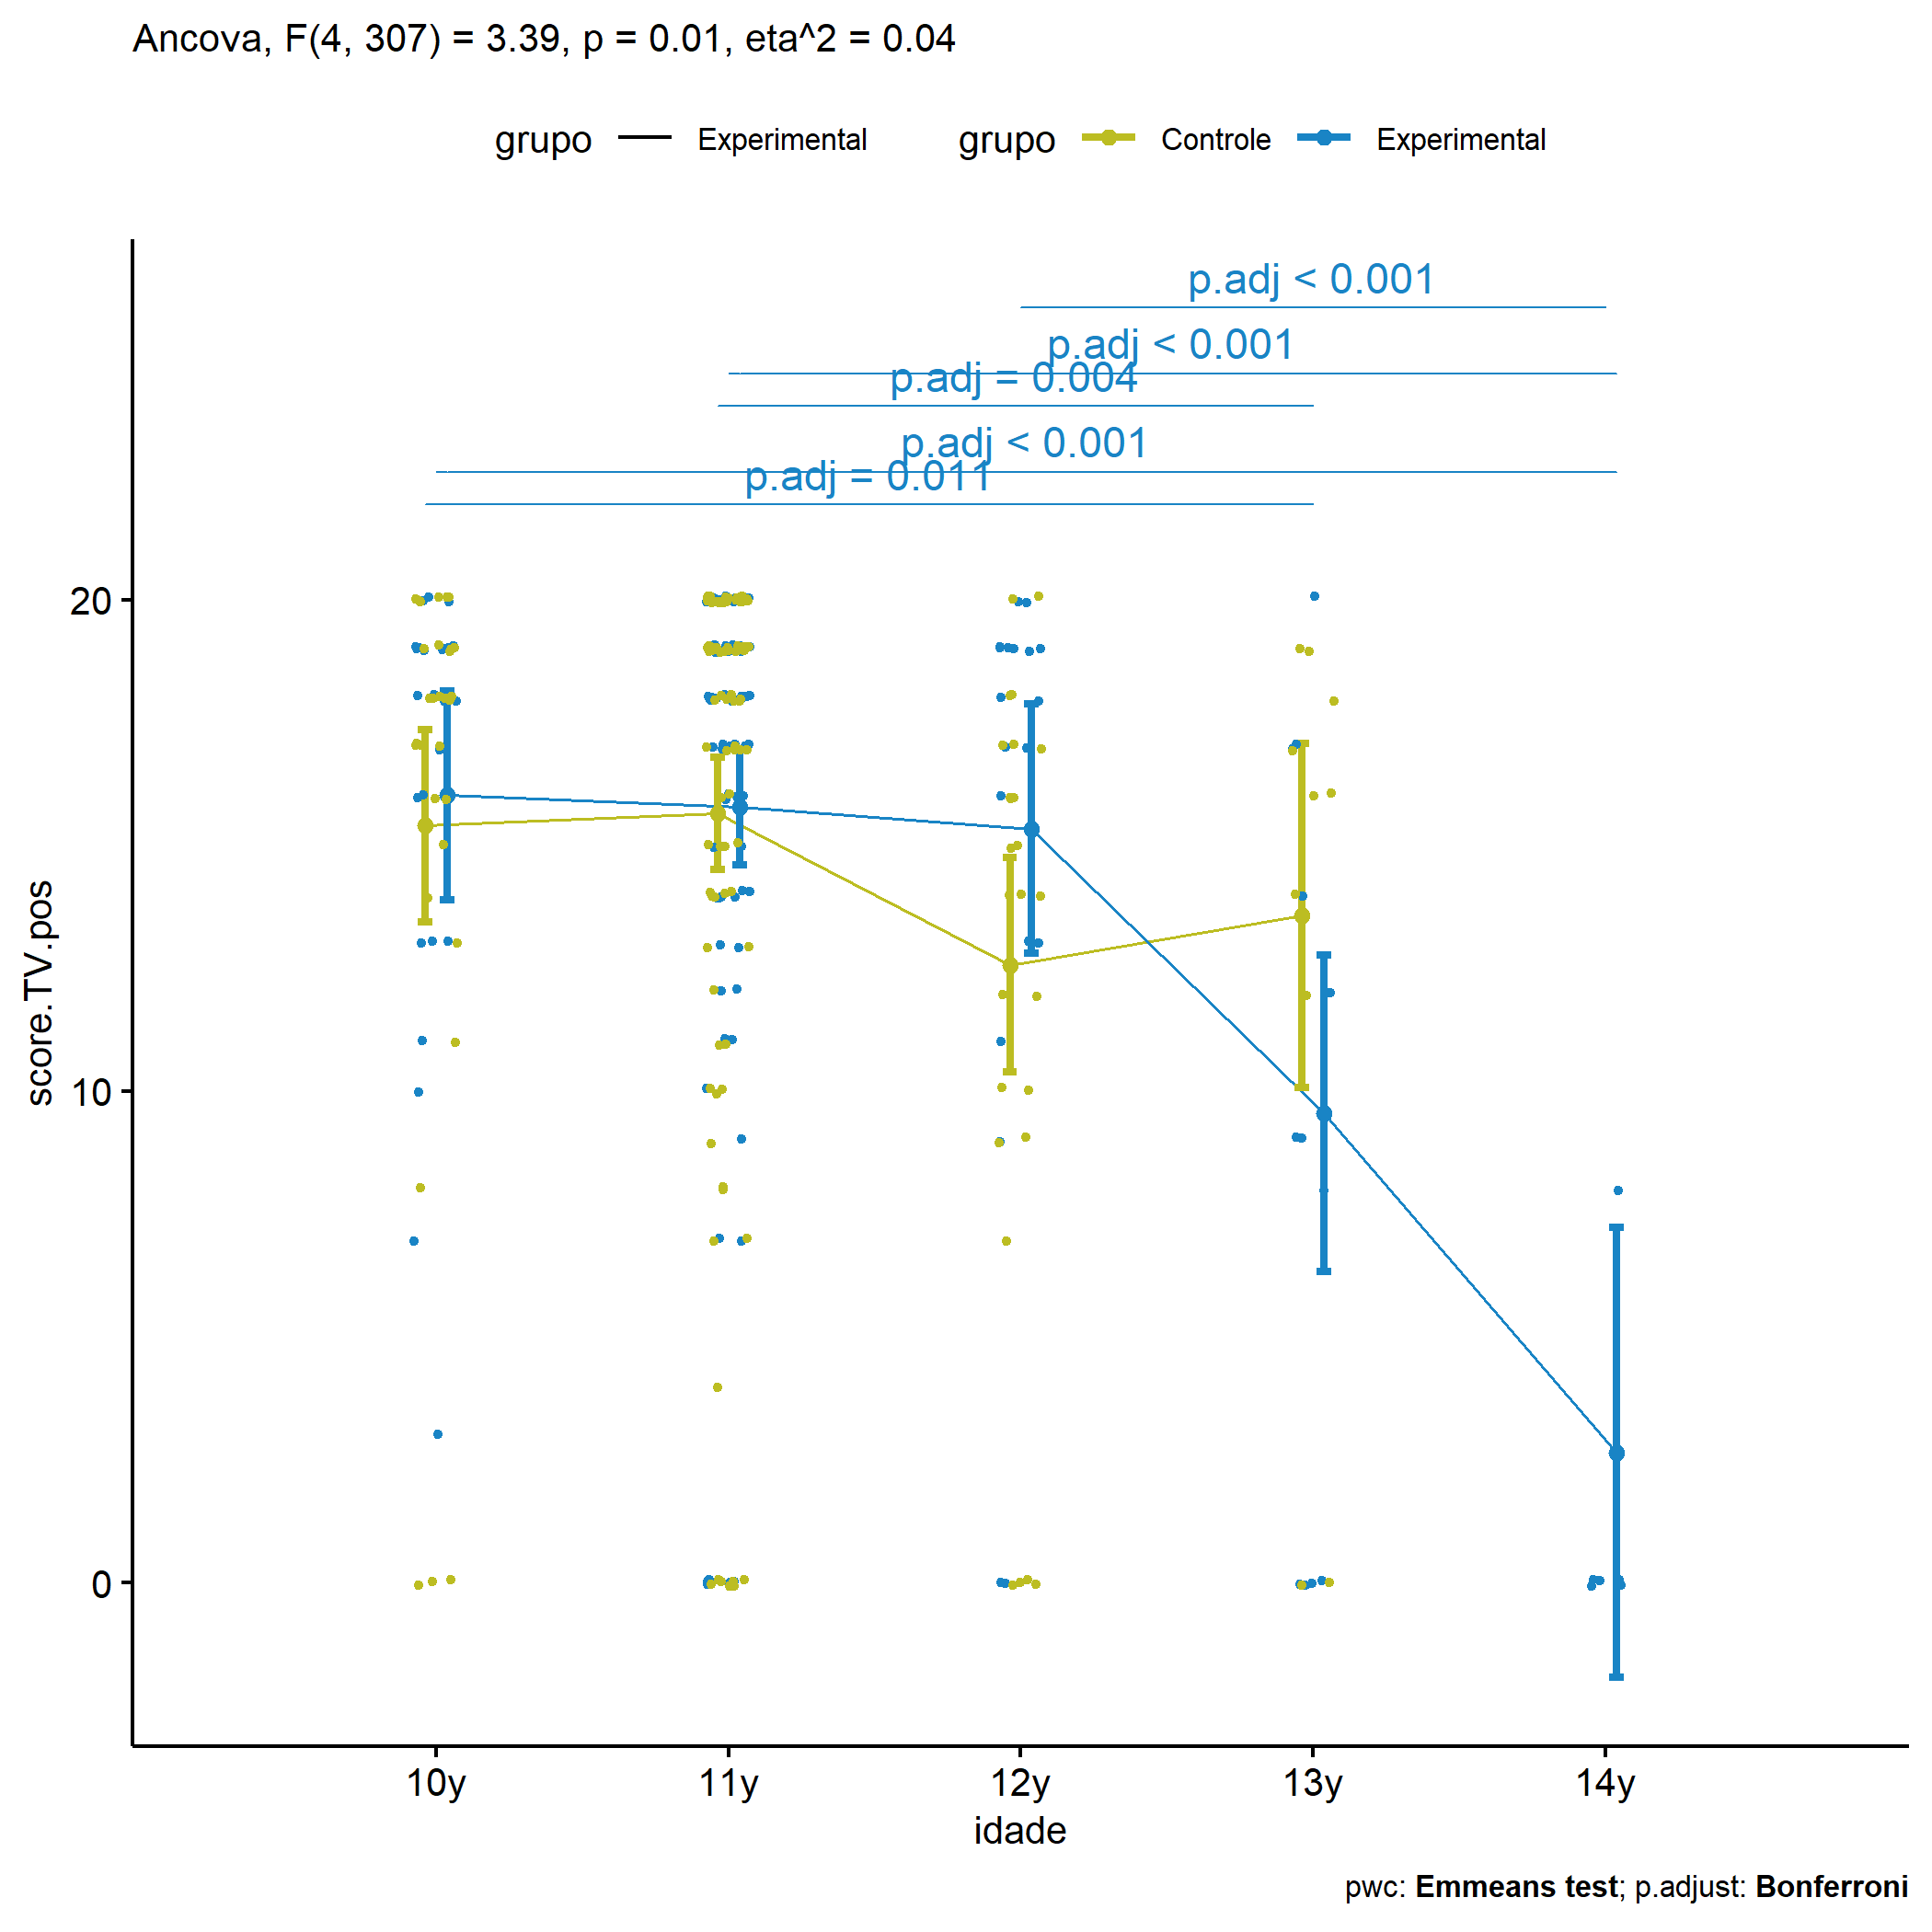 Ancova, F(4, 307) = 3.39, p = 0.01, eta^2 = 0.04
grupo Experimental grupo Controle Experimental
p.adj < 0.001
p.adj < 0.001
p.adj = 0.004
p.adj < 0.001
p.adj = 0.011
20
10
0
score.TV.pos
10y 11y 12y 13y 14y
idade
pwc: Emmeans test; p.adjust: Bonferroni